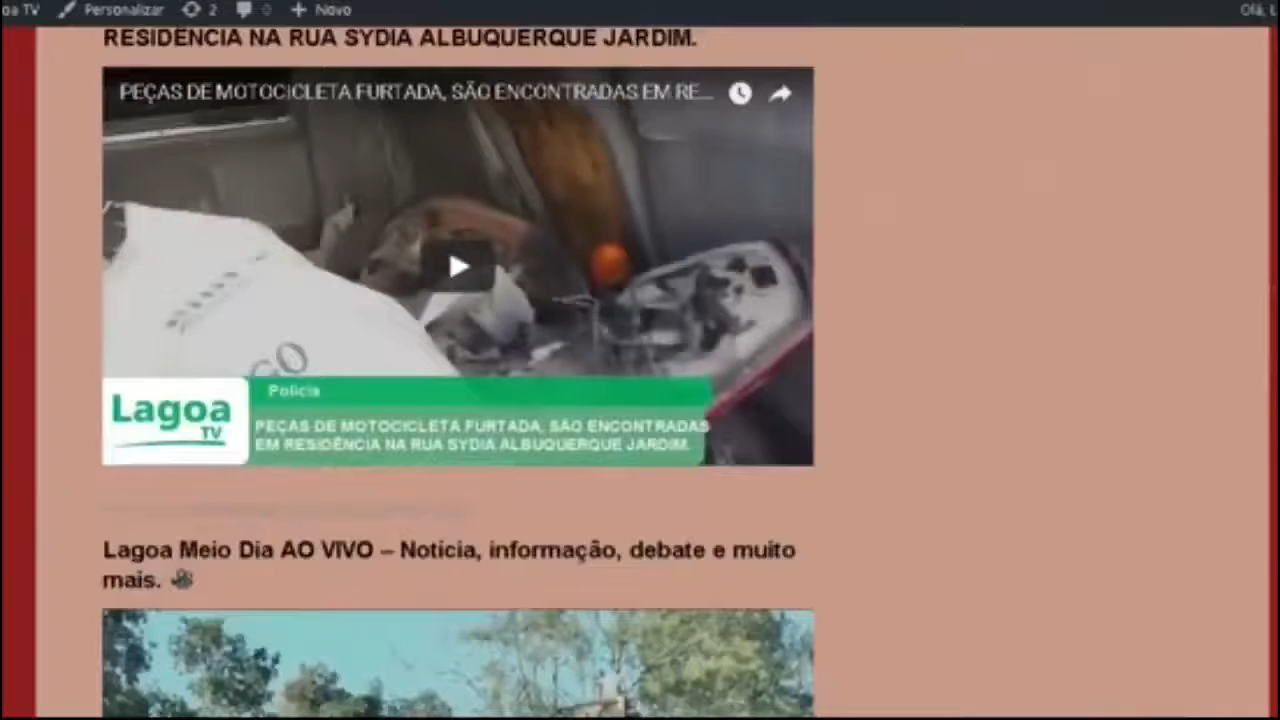 oa TV Personalizar 2 0 + Novo Olá, L
RESIDÊNCIA NA RUA SYDIA ALBUQUERQUE JARDIM.
PEÇAS DE MOTOCICLETA FURTADA, SÃO ENCONTRADAS EM RE...
GO
Polícia
Lagoa
TV
PEÇAS DE MOTOCICLETA FURTADA, SÃO ENCONTRADAS
EM RESIDÊNCIA NA RUA SYDIA ALBUQUERQUE JARDIM.
Lagoa Meio Dia AO VIVO – Noticia, informação, debate e muito
mais.